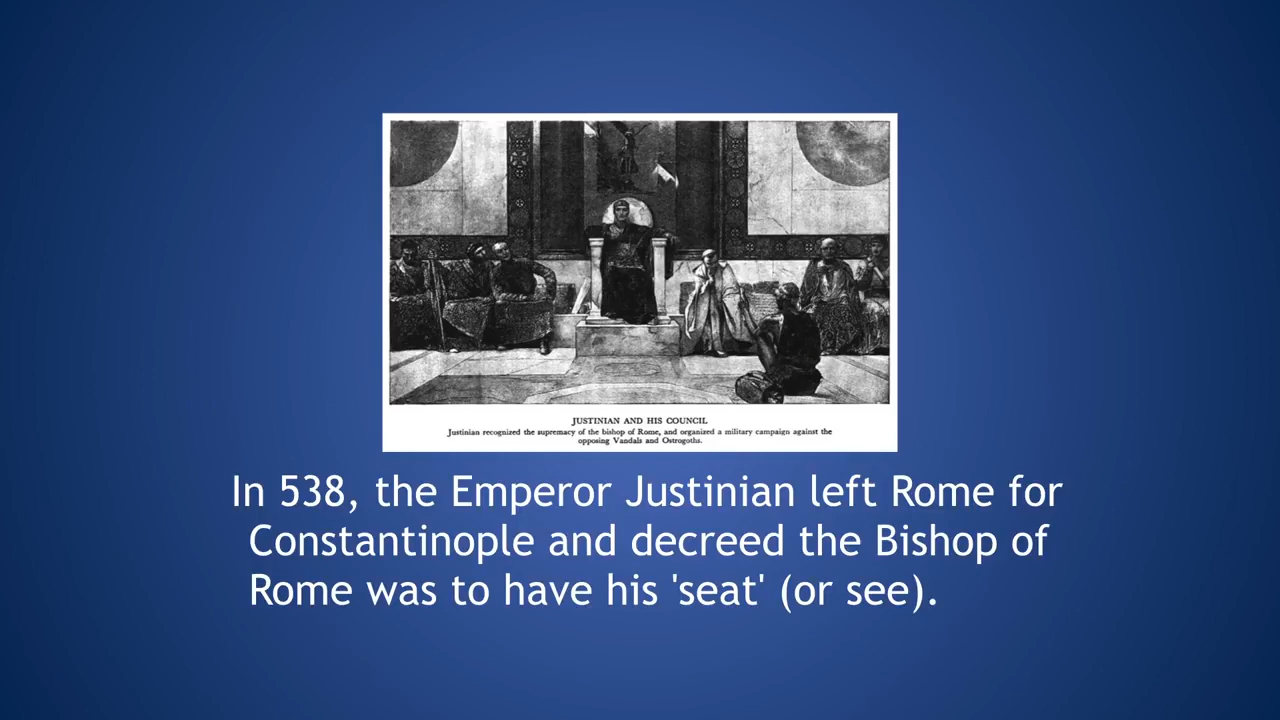 JUSTINIAN AND HIS COUNCIL
Justinian recognized the supremacy of the bishop of Rome, and organized a military campaign against the
opposing Vandals and Ostrogoths.
In 538, the Emperor Justinian left Rome for
Constantinople and decreed the Bishop of
Rome was to have his 'seat' (or see).